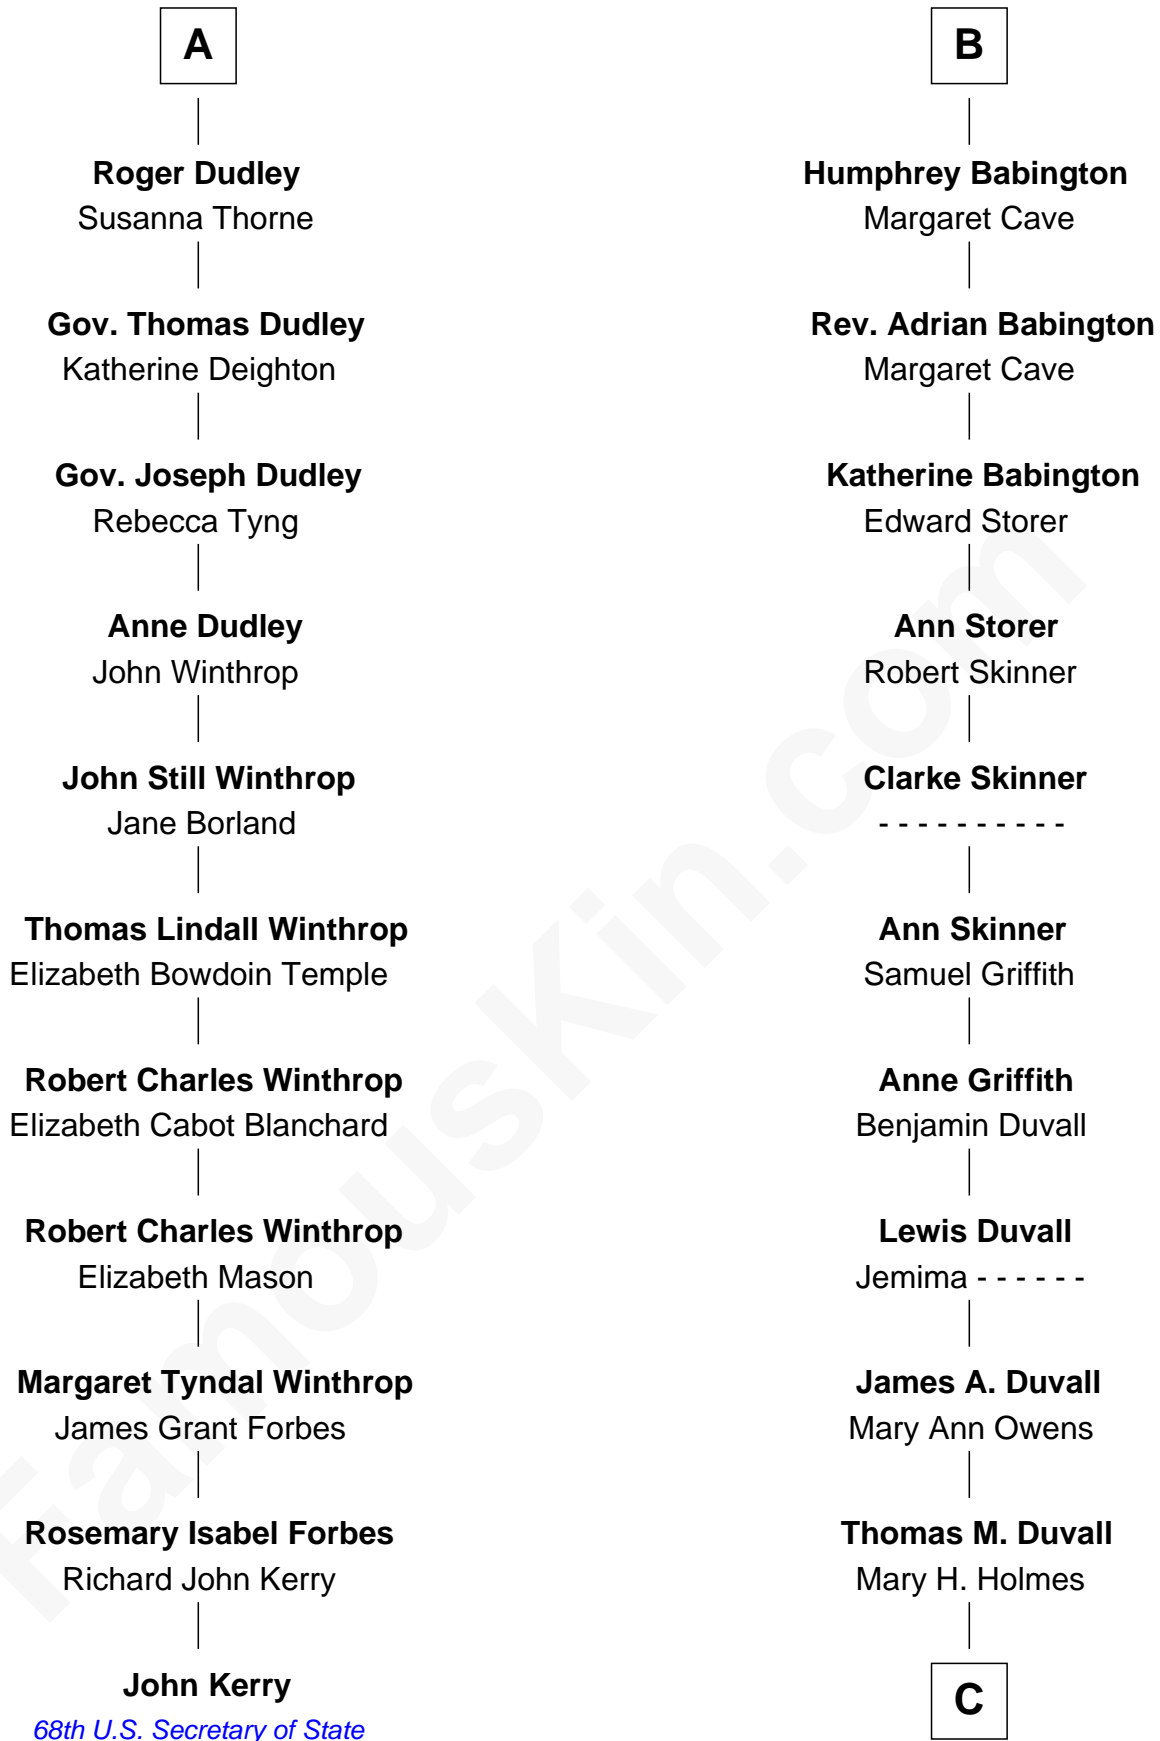 A
Roger Dudley
Susanna Thorne
Gov. Thomas Dudley
Katherine Deighton
Gov. Joseph Dudley
Rebecca Tyng
Anne Dudley
John Winthrop
John Still Winthrop
Jane Borland
Thomas Lindall Winthrop
Elizabeth Bowdoin Temple
Robert Charles Winthrop
Elizabeth Cabot Blanchard
Robert Charles Winthrop
Elizabeth Mason
Margaret Tyndal Winthrop
James Grant Forbes
Rosemary Isabel Forbes
Richard John Kerry
John Kerry
68th U.S. Secretary of State
B
Humphrey Babington
Margaret Cave
Rev. Adrian Babington
Margaret Cave
Katherine Babington
Edward Storer
Ann Storer
Robert Skinner
Clarke Skinner
- - - - - - - - - -
Ann Skinner
Samuel Griffith
Anne Griffith
Benjamin Duvall
Lewis Duvall
Jemima - - - - - -
James A. Duvall
Mary Ann Owens
Thomas M. Duvall
Mary H. Holmes
C
FamousKin.com